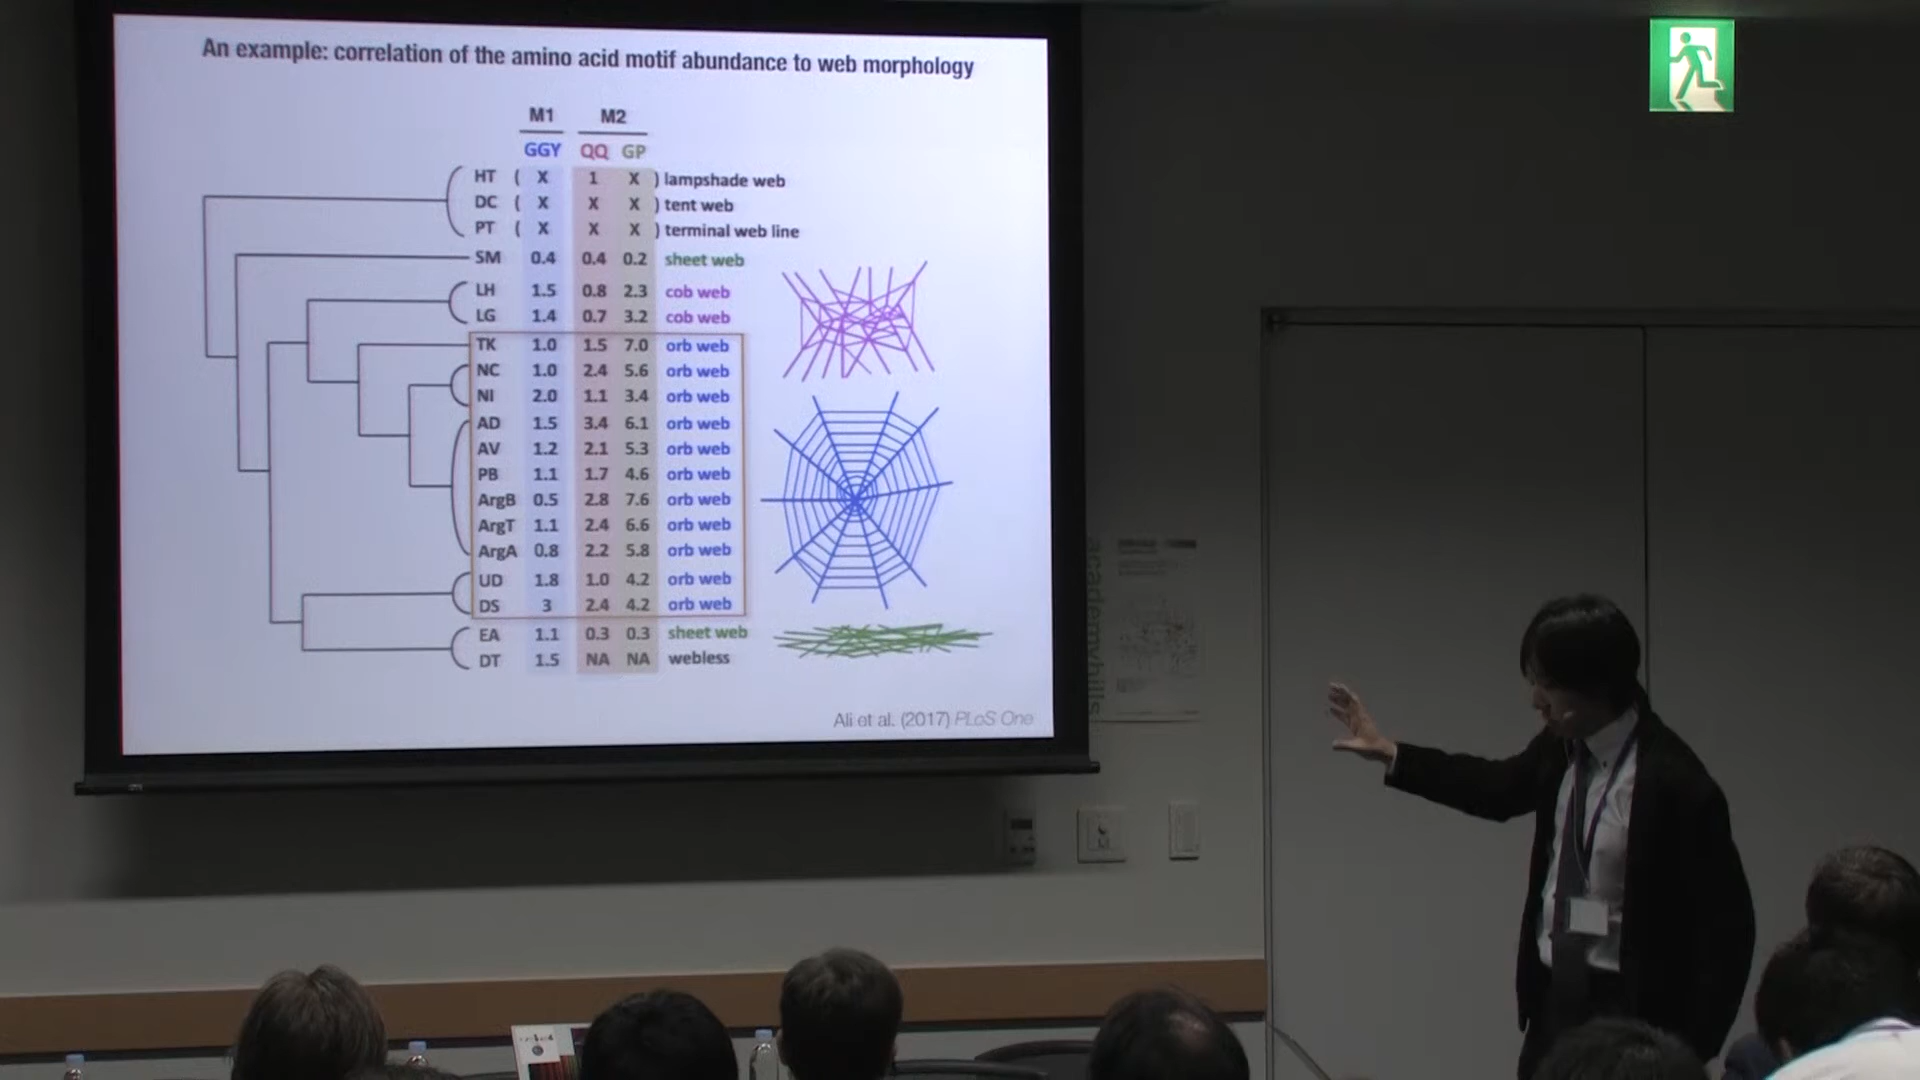 An example: correlation of the amino acid motif abundance to web morphology
M1 M2
GGY QQ GP
HT ( X 1 X ) lampshade web
DC ( X X X ) tent web
PT ( X X X ) terminal web line
SM 0.4 0.4 0.2 sheet web
LH 1.5 0.8 2.3 cob web
LG 1.4 0.7 3.2 cob web
TK 1.0 1.5 7.0 orb web
NC 1.0 2.4 5.6 orb web
NI 2.0 1.1 3.4 orb web
AD 1.5 3.4 6.1 orb web
AV 1.2 2.1 5.3 orb web
PB 1.1 1.7 4.6 orb web
ArgB 0.5 2.8 7.6 orb web
ArgT 1.1 2.4 6.6 orb web
ArgA 0.8 2.2 5.8 orb web
UD 1.8 1.0 4.2 orb web
DS 3 2.4 4.2 orb web
EA 1.1 0.3 0.3 sheet web
DT 1.5 NA NA webless
Ali et al. (2017) PLoS One
academyhills